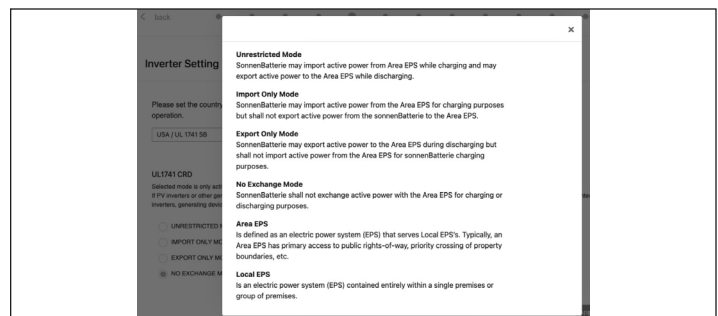 back
Inverter Setting
Please set the country
operation.
USA / UL 1741 SB
UL1741 CRD
Selected mode is only
If PV inverters or other
inverters, generating
UNRESTRICTED
IMPORT ONLY
EXPORT ONLY
NO EXCHANGE
×
Unrestricted Mode
SonnenBatterie may import active power from Area EPS while charging and may
export active power to the Area EPS while discharging.
Import Only Mode
SonnenBatterie may import active power from the Area EPS for charging purposes
but shall not export active power from the sonnenBatterie to the Area EPS.
Export Only Mode
SonnenBatterie may export active power to the Area EPS during discharging but
shall not import active power from the Area EPS for sonnenBatterie charging
purposes.
No Exchange Mode
SonnenBatterie shall not exchange active power with the Area EPS for charging or
discharging purposes.
Area EPS
Is defined as an electric power system (EPS) that serves Local EPS's. Typically, an
Area EPS has primary access to public rights-of-way, priority crossing of property
boundaries, etc.
Local EPS
Is an electric power system (EPS) contained entirely within a single premises or
group of premises.